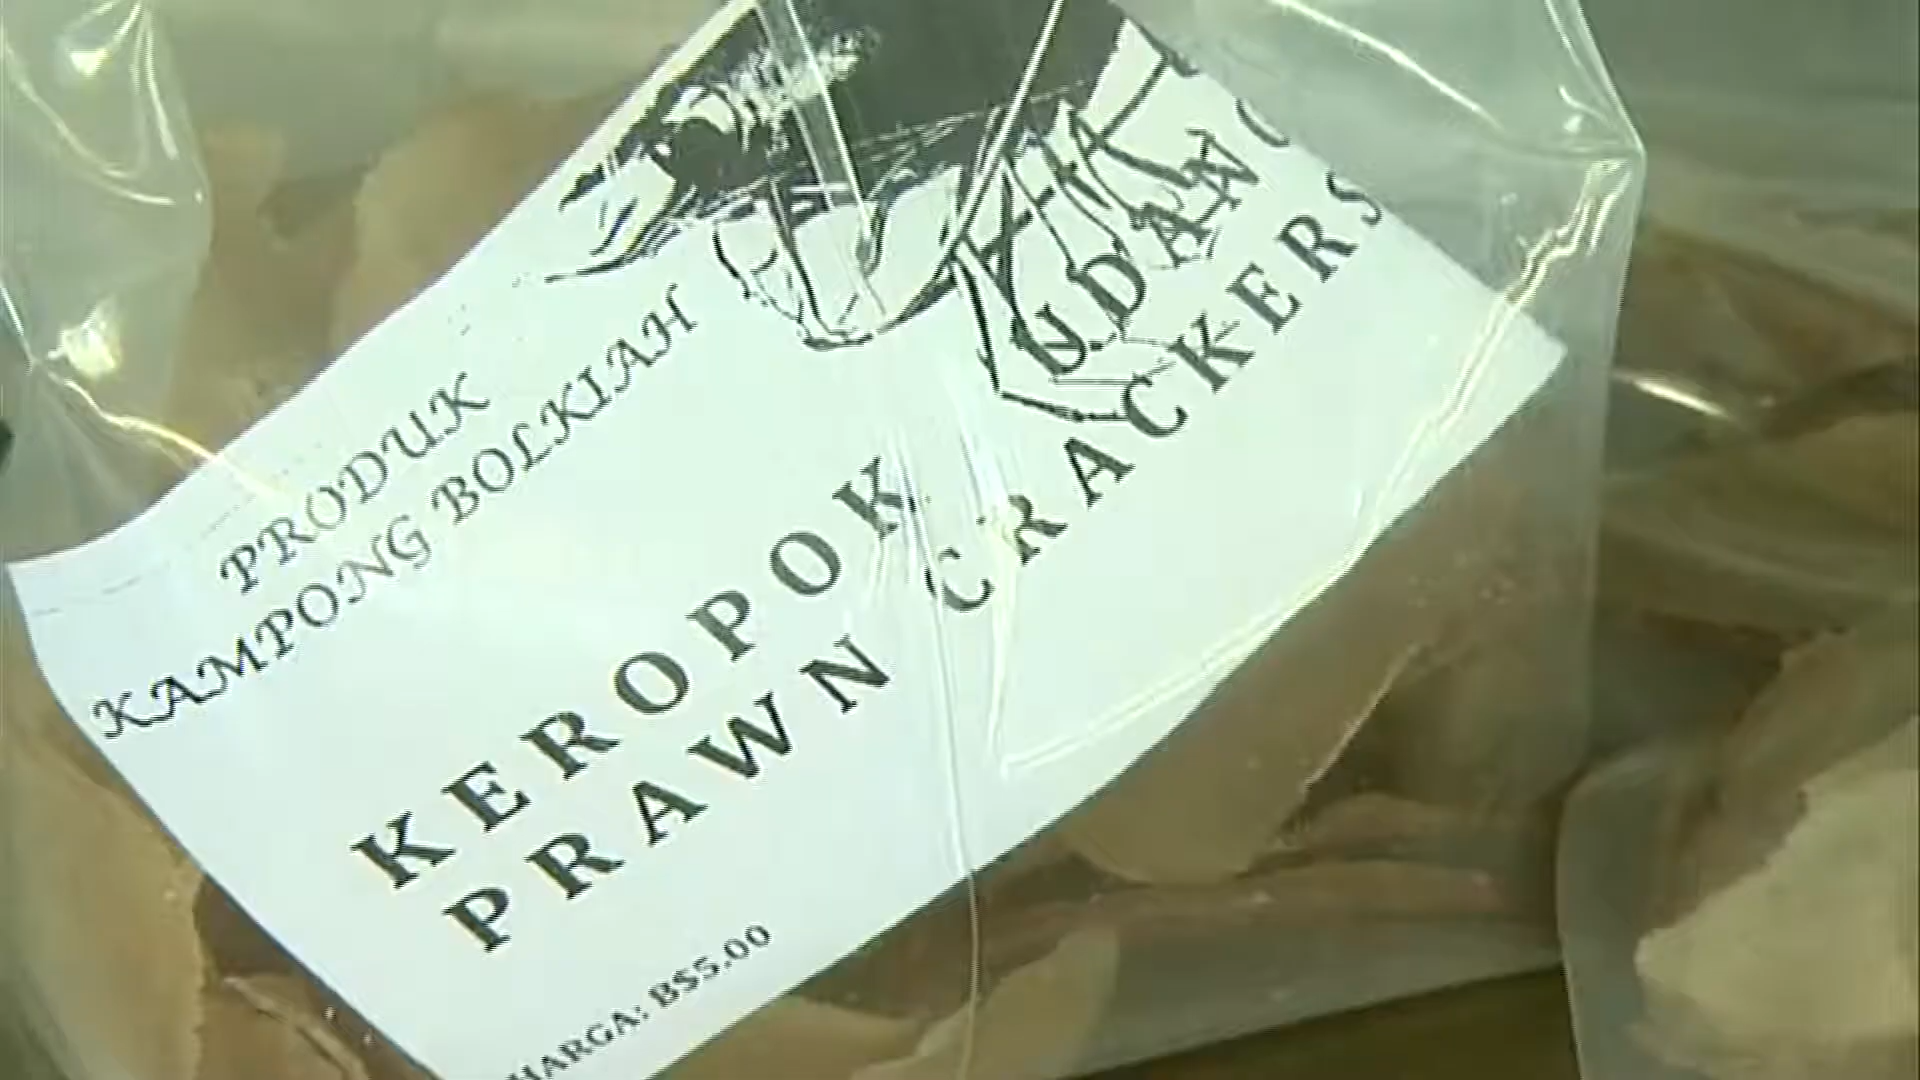 PRODUK
KAMPONG BOLKIAH
KEROPOK UDANG
PRAWN CRACKERS
HARGA: B$5.00